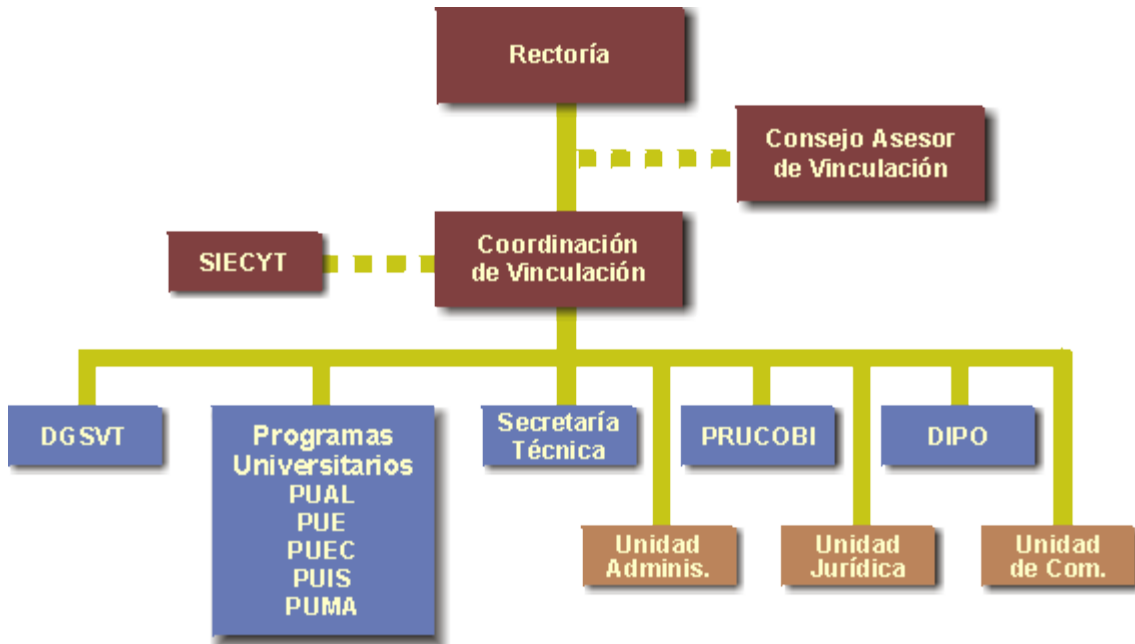 Rectoría
Consejo Asesor
de Vinculación
Coordinación
de Vinculación
SIECYT
DGSVT
Programas
Universitarios
PUAL
PUE
PUEC
PUIS
PUMA
Secretaría
Técnica
PRUCOBI
DIPO
Unidad
Adminis.
Unidad
Jurídica
Unidad
de Com.